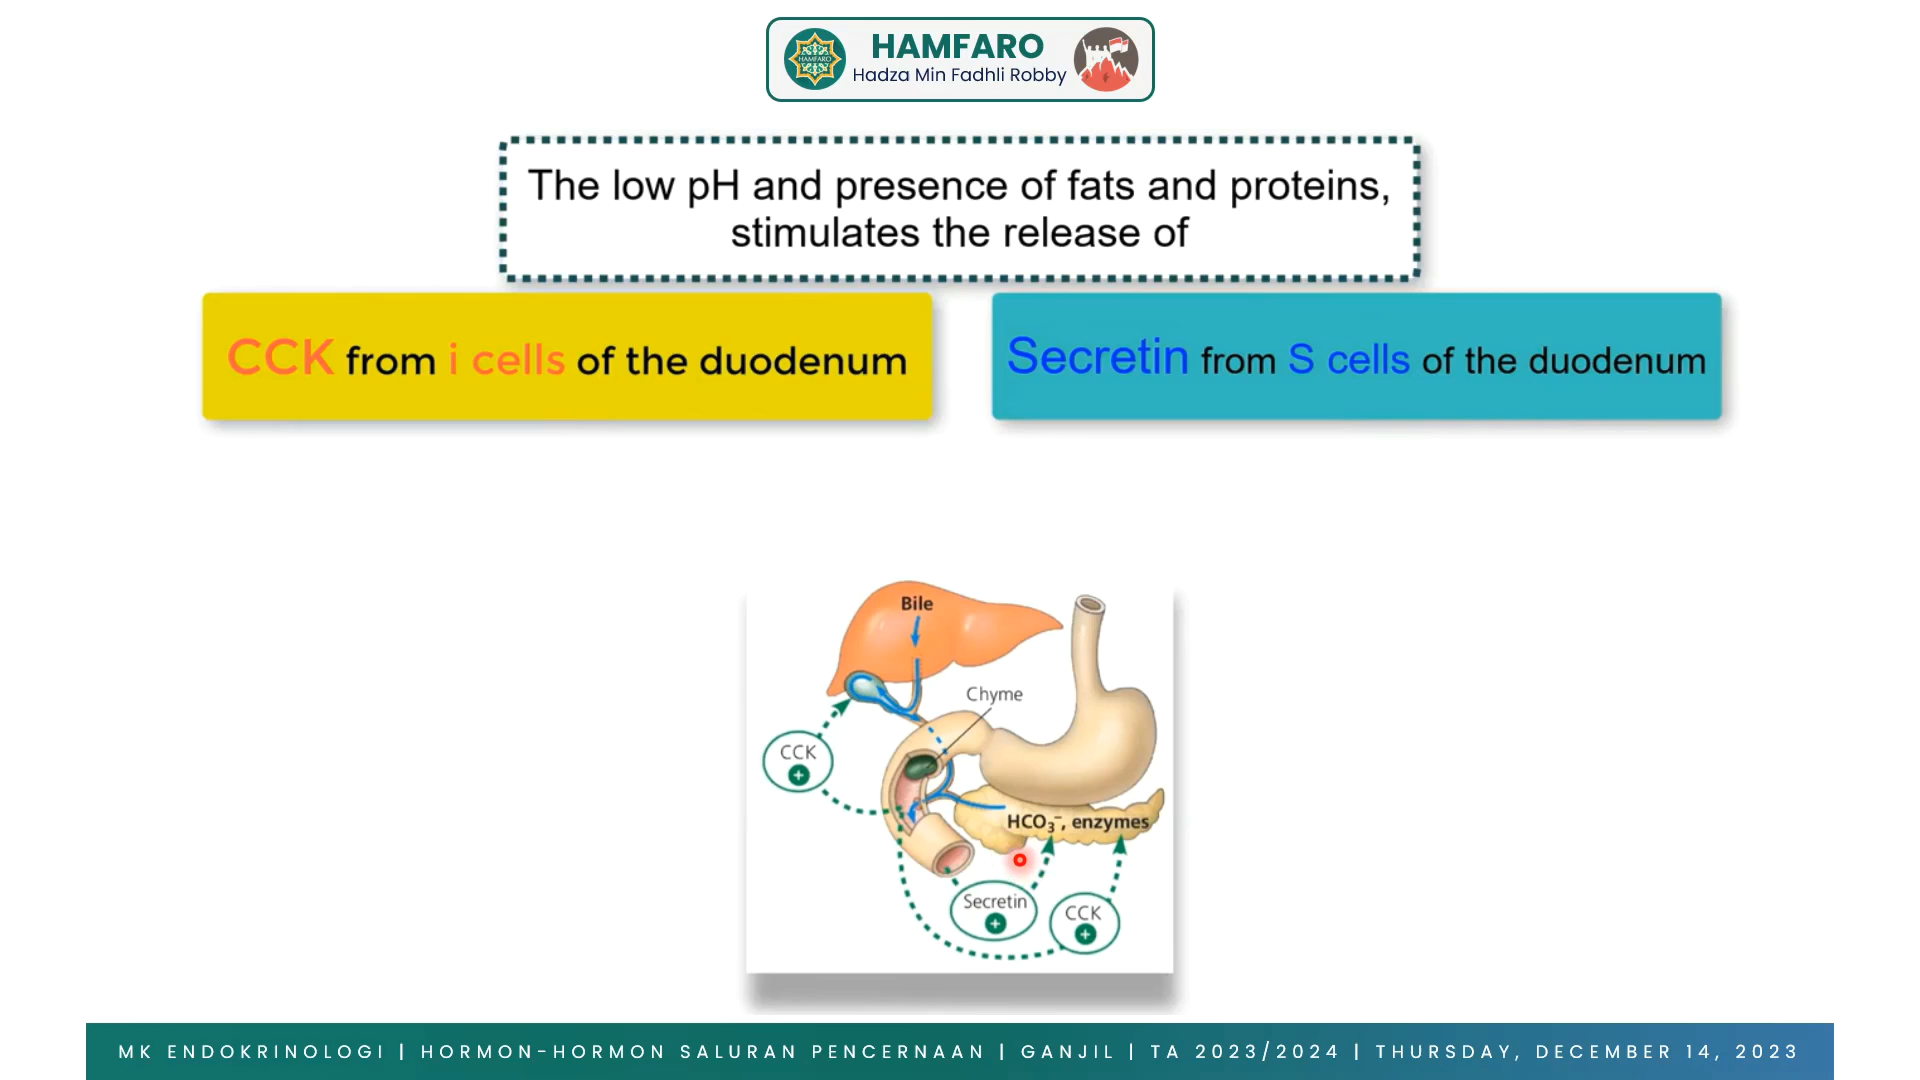 HAMFARO
HAMFARO
Hadza Min Fadhli Robby
The low pH and presence of fats and proteins,
stimulates the release of
CCK from i cells of the duodenum
Secretin from S cells of the duodenum
Bile
Chyme
CCK
+
HCO₃⁻, enzymes
Secretin
+
CCK
+
MK ENDOKRINOLOGI | HORMON-HORMON SALURAN PENCERNAAN | GANJIL | TA 2023/2024 | THURSDAY, DECEMBER 14, 2023